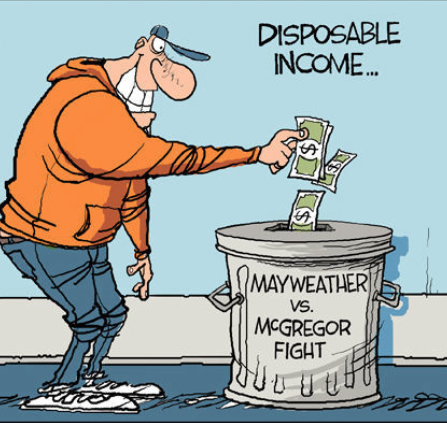 DISPOSABLE
INCOME...
$
$
$
MAYWEATHER
VS.
McGREGOR
FIGHT